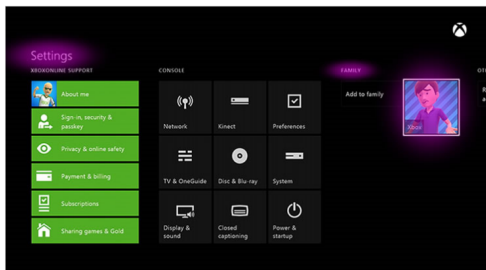 Settings
XBOXONLINE SUPPORT
About me
Sign-in, security &
passkey
Privacy & online safety
Payment & billing
Subscriptions
Sharing games & Gold
CONSOLE
Network
Kinect
Preferences
TV & OneGuide
Disc & Blu-ray
System
Display &
sound
Closed
captioning
Power &
startup
FAMILY
Add to family
Xbox